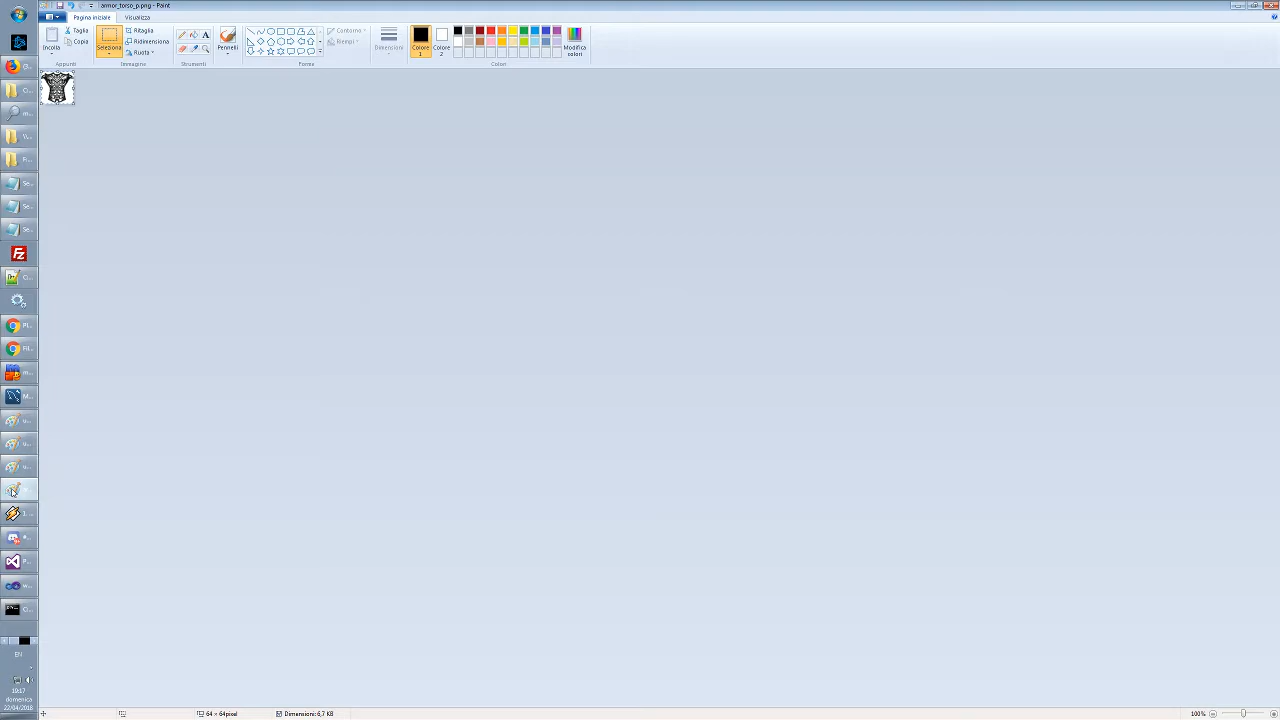 armor_torso_p.png - Paint
Pagina iniziale
Visualizza
Incolla
Taglia
Copia
Appunti
Seleziona
Ritaglia
Ridimensiona
Ruota
Immagine
A
Strumenti
Pennelli
Contorno
Riempi
Forme
Dimensioni
Colore
1
Colore
2
Modifica
colori
Colori
EN
19:17
domenica
22/04/2018
64 × 64pixel
Dimensioni: 6,7 KB
100%